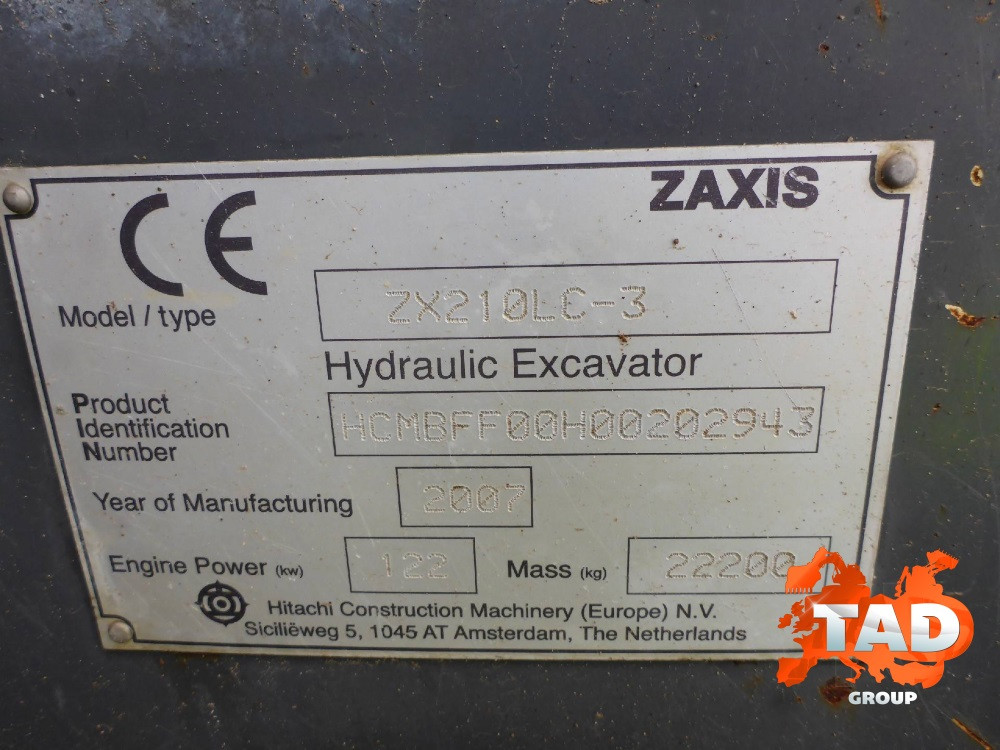 ZAXIS
CE
Model / type ZX210LC-3
Hydraulic Excavator
Product
Identification
Number HCMBFF00H00202943
Year of Manufacturing 2007
Engine Power (kw) 122 Mass (kg) 22200
Hitachi Construction Machinery (Europe) N.V.
Siciliëweg 5, 1045 AT Amsterdam, The Netherlands
TAD
GROUP